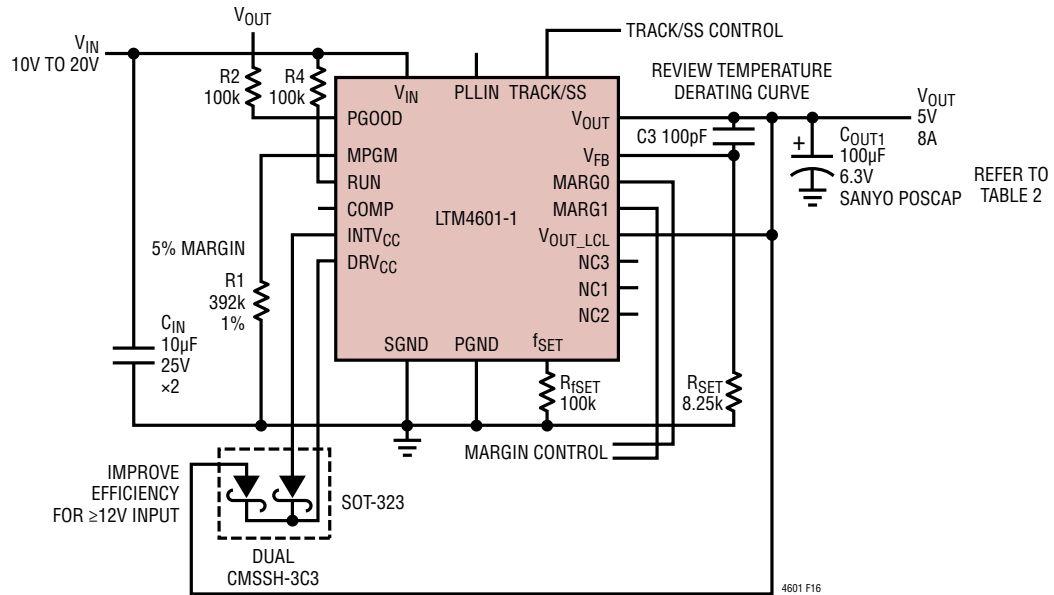 VOUT
VIN
10V TO 20V
R2
100k
R4
100k
TRACK/SS CONTROL
REVIEW TEMPERATURE
DERATING CURVE
VIN
PLLIN
TRACK/SS
PGOOD
MPGM
RUN
COMP
INTVCC
DRVCC
LTM4601-1
VOUT
VFB
MARG0
MARG1
VOUT_LCL
NC3
NC1
NC2
SGND
PGND
fSET
C3 100pF
VOUT
5V
8A
+
COUT1
100µF
6.3V
SANYO POSCAP
REFER TO
TABLE 2
5% MARGIN
R1
392k
1%
CIN
10µF
25V
×2
RfSET
100k
RSET
8.25k
MARGIN CONTROL
IMPROVE
EFFICIENCY
FOR ≥12V INPUT
SOT-323
DUAL
CMSSH-3C3
4601 F16